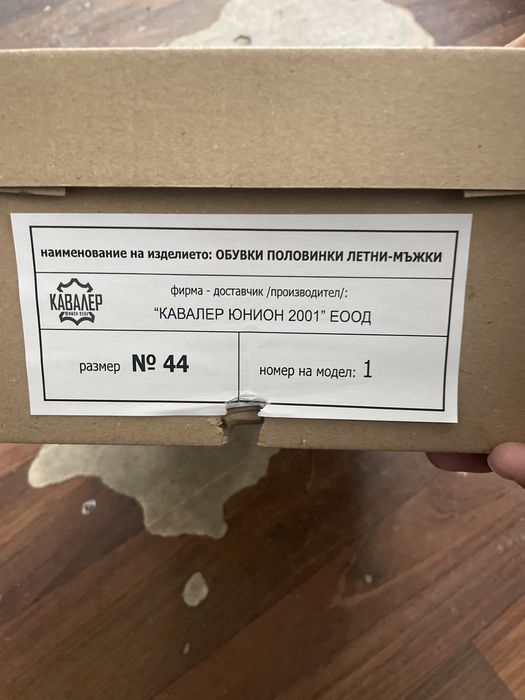 наименование на изделието: ОБУВКИ ПОЛОВИНКИ ЛЕТНИ-МЪЖКИ
КАВАЛЕР
фирма - доставчик /производител/:
"КАВАЛЕР ЮНИОН 2001" ЕООД
размер № 44
номер на модел: 1